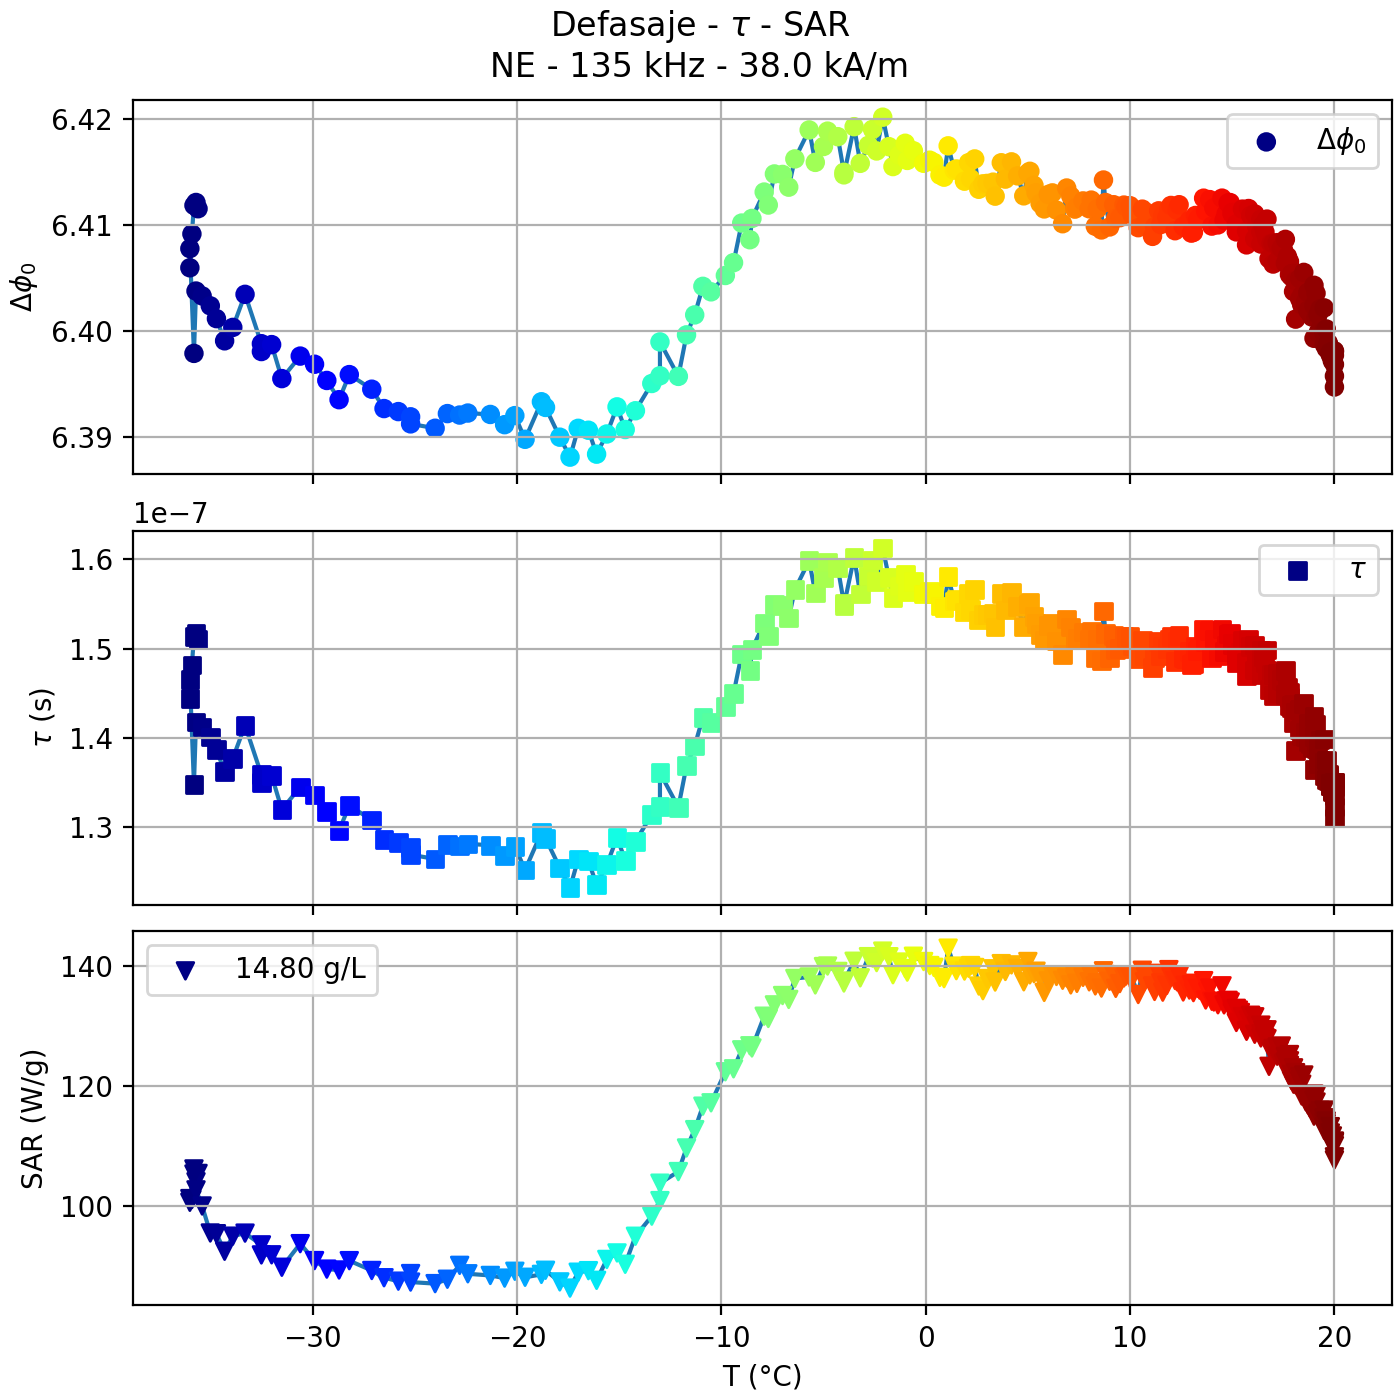 Defasaje - τ - SAR
NE - 135 kHz - 38.0 kA/m
6.42
6.41
6.40
6.39
Δϕ₀
Δϕ₀
1e−7
1.6
1.5
1.4
1.3
τ (s)
τ
140
120
100
SAR (W/g)
14.80 g/L
−30
−20
−10
0
10
20
T (°C)